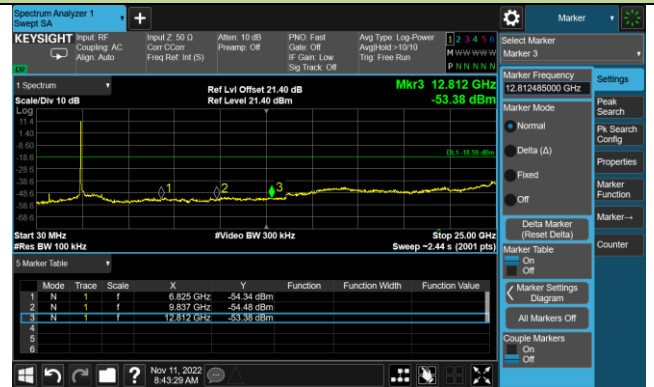 Spectrum Analyzer 1
Swept SA
Marker
KEYSIGHT
Input: RF
Coupling: AC
Align: Auto
Input Z: 50 Ω
Corr CCorr
Freq Ref: Int (S)
Atten: 10 dB
Preamp: Off
PNO: Fast
Gate: Off
IF Gain: Low
Sig Track: Off
Avg Type: Log-Power
Avg|Hold:>10/10
Trig: Free Run
1 2 3 4 5 6
M W W W W W
P N N N N N
Select Marker
Marker 3
1 Spectrum
Scale/Div 10 dB
Ref Lvl Offset 21.40 dB
Ref Level 21.40 dBm
Mkr3 12.812 GHz
-53.38 dBm
Log
11.4
1.40
-8.60
-18.6
-28.6
-38.6
-48.6
-58.6
-68.6
DL1 -18.59 dBm
1
2
3
Start 30 MHz
#Res BW 100 kHz
#Video BW 300 kHz
Stop 25.00 GHz
Sweep ~2.44 s (2001 pts)
5 Marker Table
Mode Trace Scale X Y Function Function Width Function Value
1 N 1 f 6.825 GHz -54.34 dBm
2 N 1 f 9.837 GHz -54.48 dBm
3 N 1 f 12.812 GHz -53.38 dBm
4
5
6
Marker Frequency
12.812485000 GHz
Marker Mode
Normal
Delta (Δ)
Fixed
Off
Delta Marker
(Reset Delta)
Marker Table
On
Off
Marker Settings
Diagram
All Markers Off
Couple Markers
On
Off
Settings
Peak
Search
Pk Search
Config
Properties
Marker
Function
Marker→
Counter
?
Nov 11, 2022
8:43:29 AM